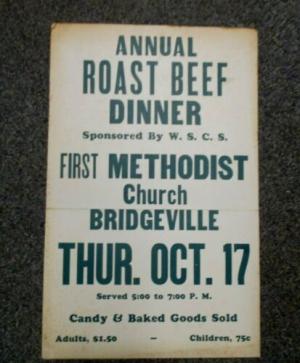 ANNUAL
ROAST BEEF
DINNER
Sponsored By W. S. C. S.
FIRST METHODIST
Church
BRIDGEVILLE
THUR. OCT. 17
Served 5:00 to 7:00 P. M.
Candy & Baked Goods Sold
Adults, $1.50 — Children, 75c